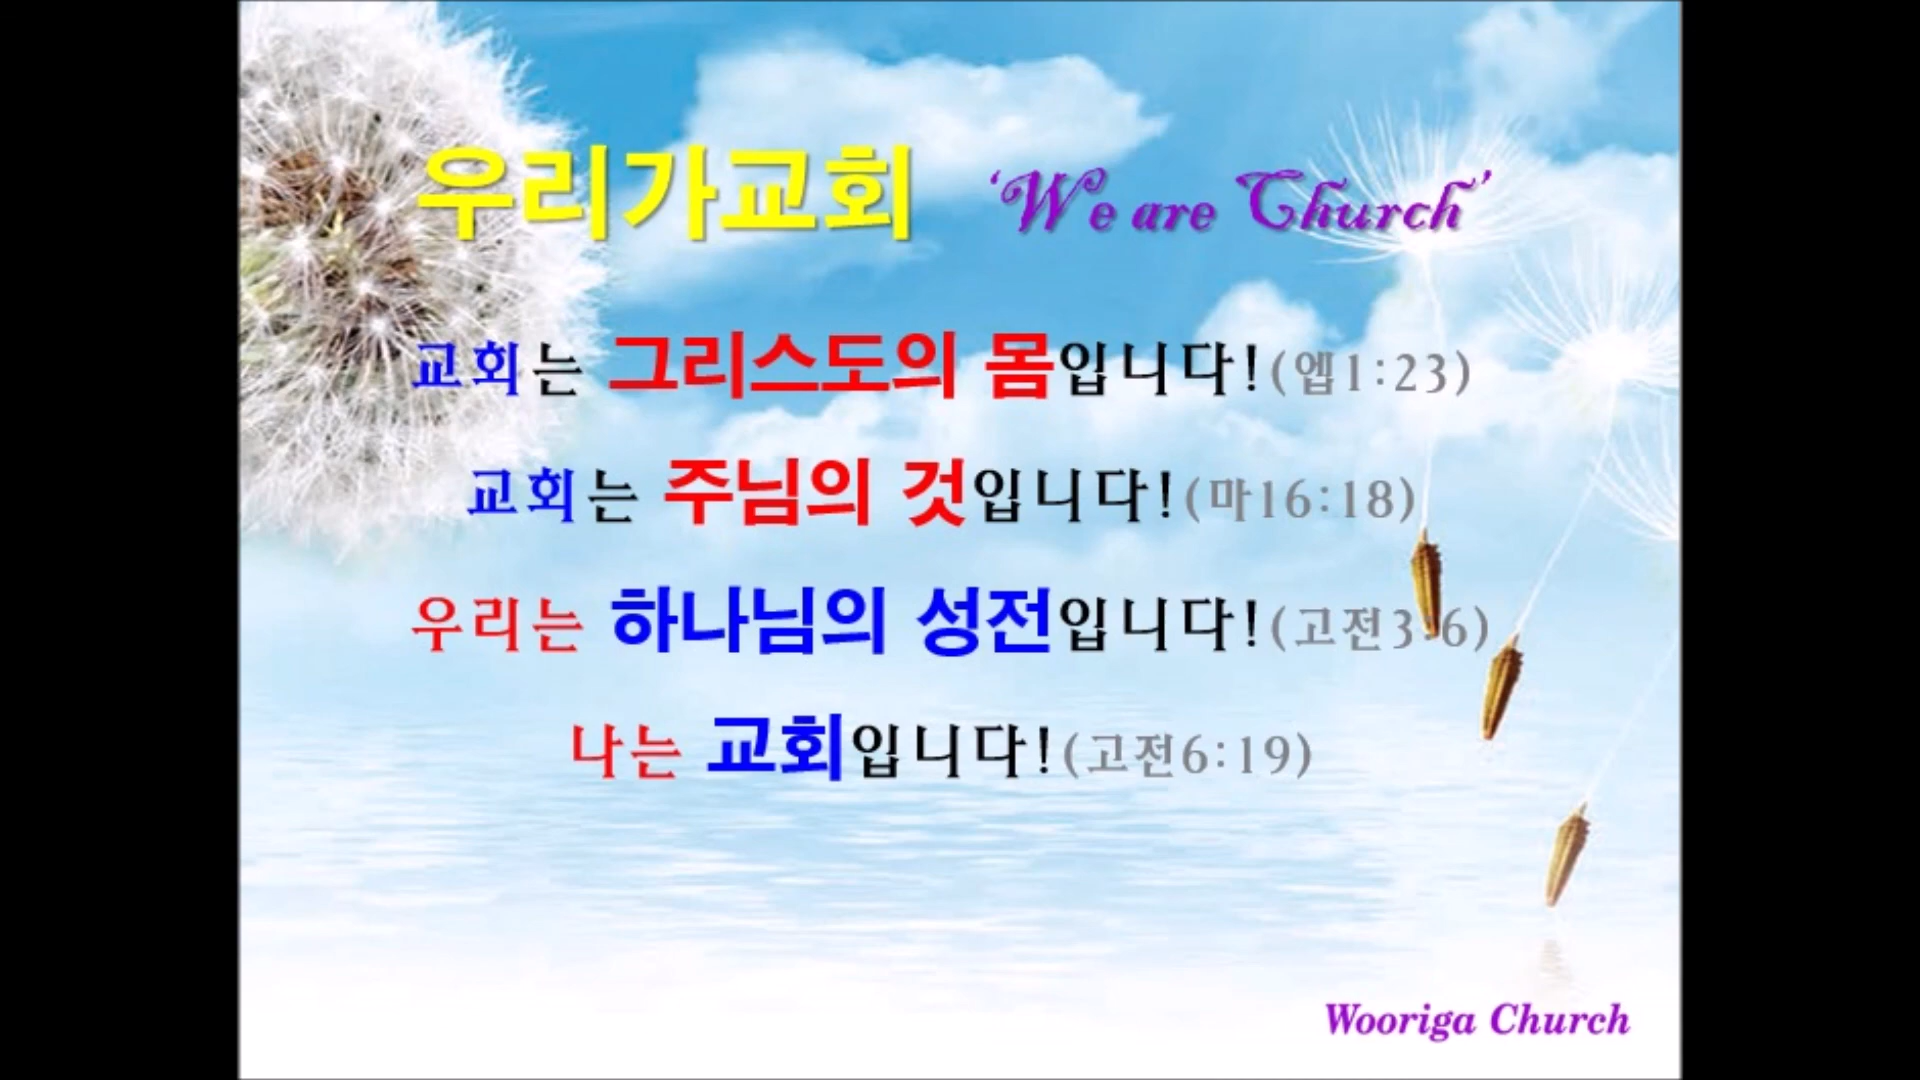 우리가교회 ‘We are Church’
교회는 그리스도의 몸입니다!(엡1:23)
교회는 주님의 것입니다!(마16:18)
우리는 하나님의 성전입니다!(고전3:6)
나는 교회입니다!(고전6:19)
Wooriga Church